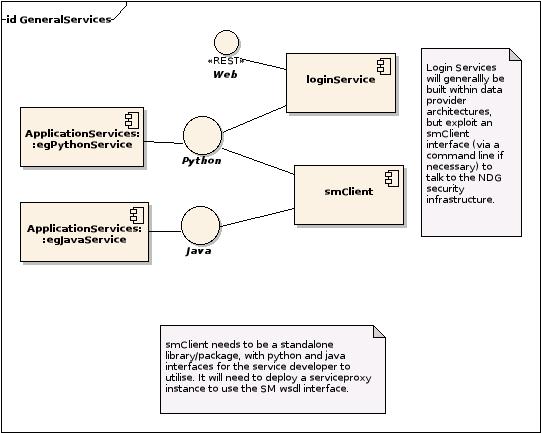 id GeneralServices
«REST»
Web
loginService
ApplicationServices:
:egPythonService
Python
smClient
ApplicationServices:
:egJavaService
Java
Login Services
will generallly be
built within data
provider
architectures,
but exploit an
smClient
interface (via a
command line if
necessary) to
talk to the NDG
security
infrastructure.
smClient needs to be a standalone
library/package, with python and java
interfaces for the service developer to
utilise. It will need to deploy a serviceproxy
instance to use the SM wsdl interface.